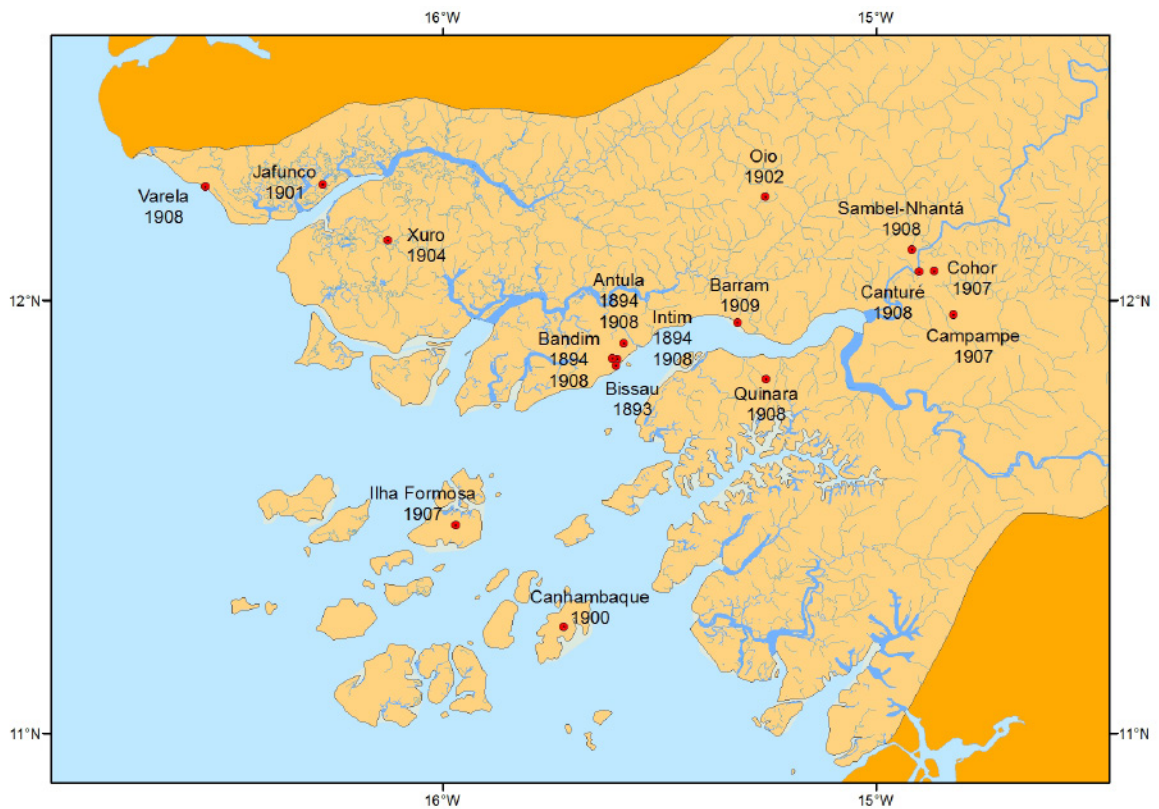 16°W
15°W
Oio
1902
Jafunco
1901
Varela
1908
Sambel-Nhantá
1908
Xuro
1904
Cohor
1907
Antula
1894
1908
Barram
1909
Canturé
1908
12°N
12°N
Intim
1894
1908
Bandim
1894
1908
Campampe
1907
Bissau
1893
Quinara
1908
Ilha Formosa
1907
Canhambaque
1900
11°N
11°N
16°W
15°W